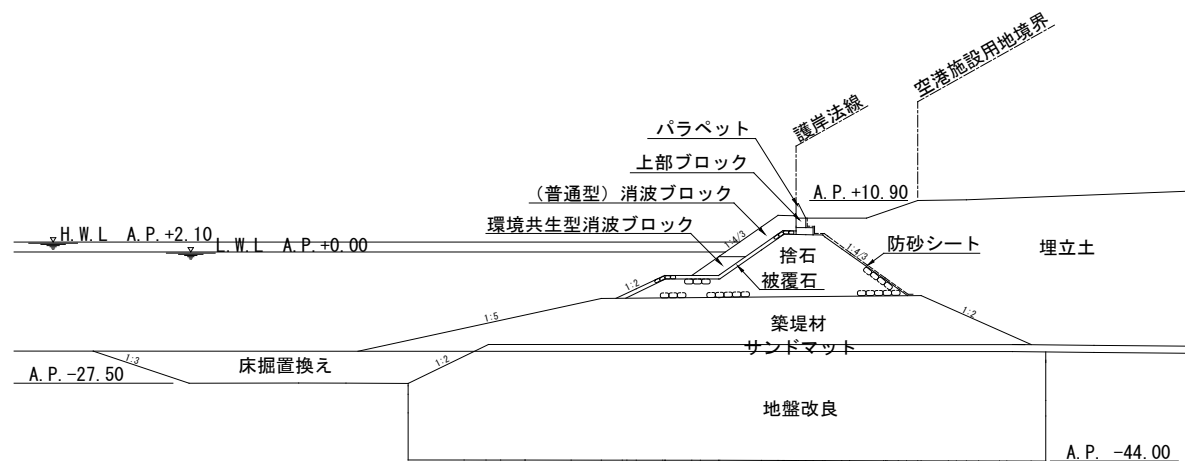 空港施設用地境界
護岸法線
パラペット
上部ブロック
A.P.+10.90
(普通型)消波ブロック
環境共生型消波ブロック
H.W.L A.P.+2.10
L.W.L A.P.+0.00
1:4/3
1:4/3
防砂シート
捨石
埋立土
被覆石
1:2
1:5
築堤材
1:2
サンドマット
1:3
床掘置換え
1:2
A.P.-27.50
地盤改良
A.P. -44.00